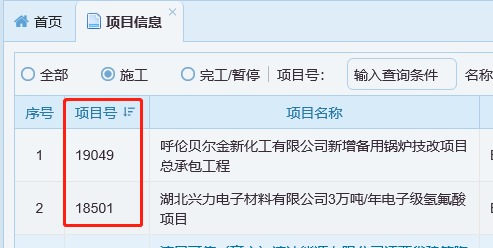 首页 项目信息 ×
全部 施工 完工/暂停 项目号: 输入查询条件 名称
序号 项目号 项目名称
1 19049 呼伦贝尔金新化工有限公司新增备用锅炉技改项目
总承包工程
2 18501 湖北兴力电子材料有限公司3万吨/年电子级氢氟酸
项目